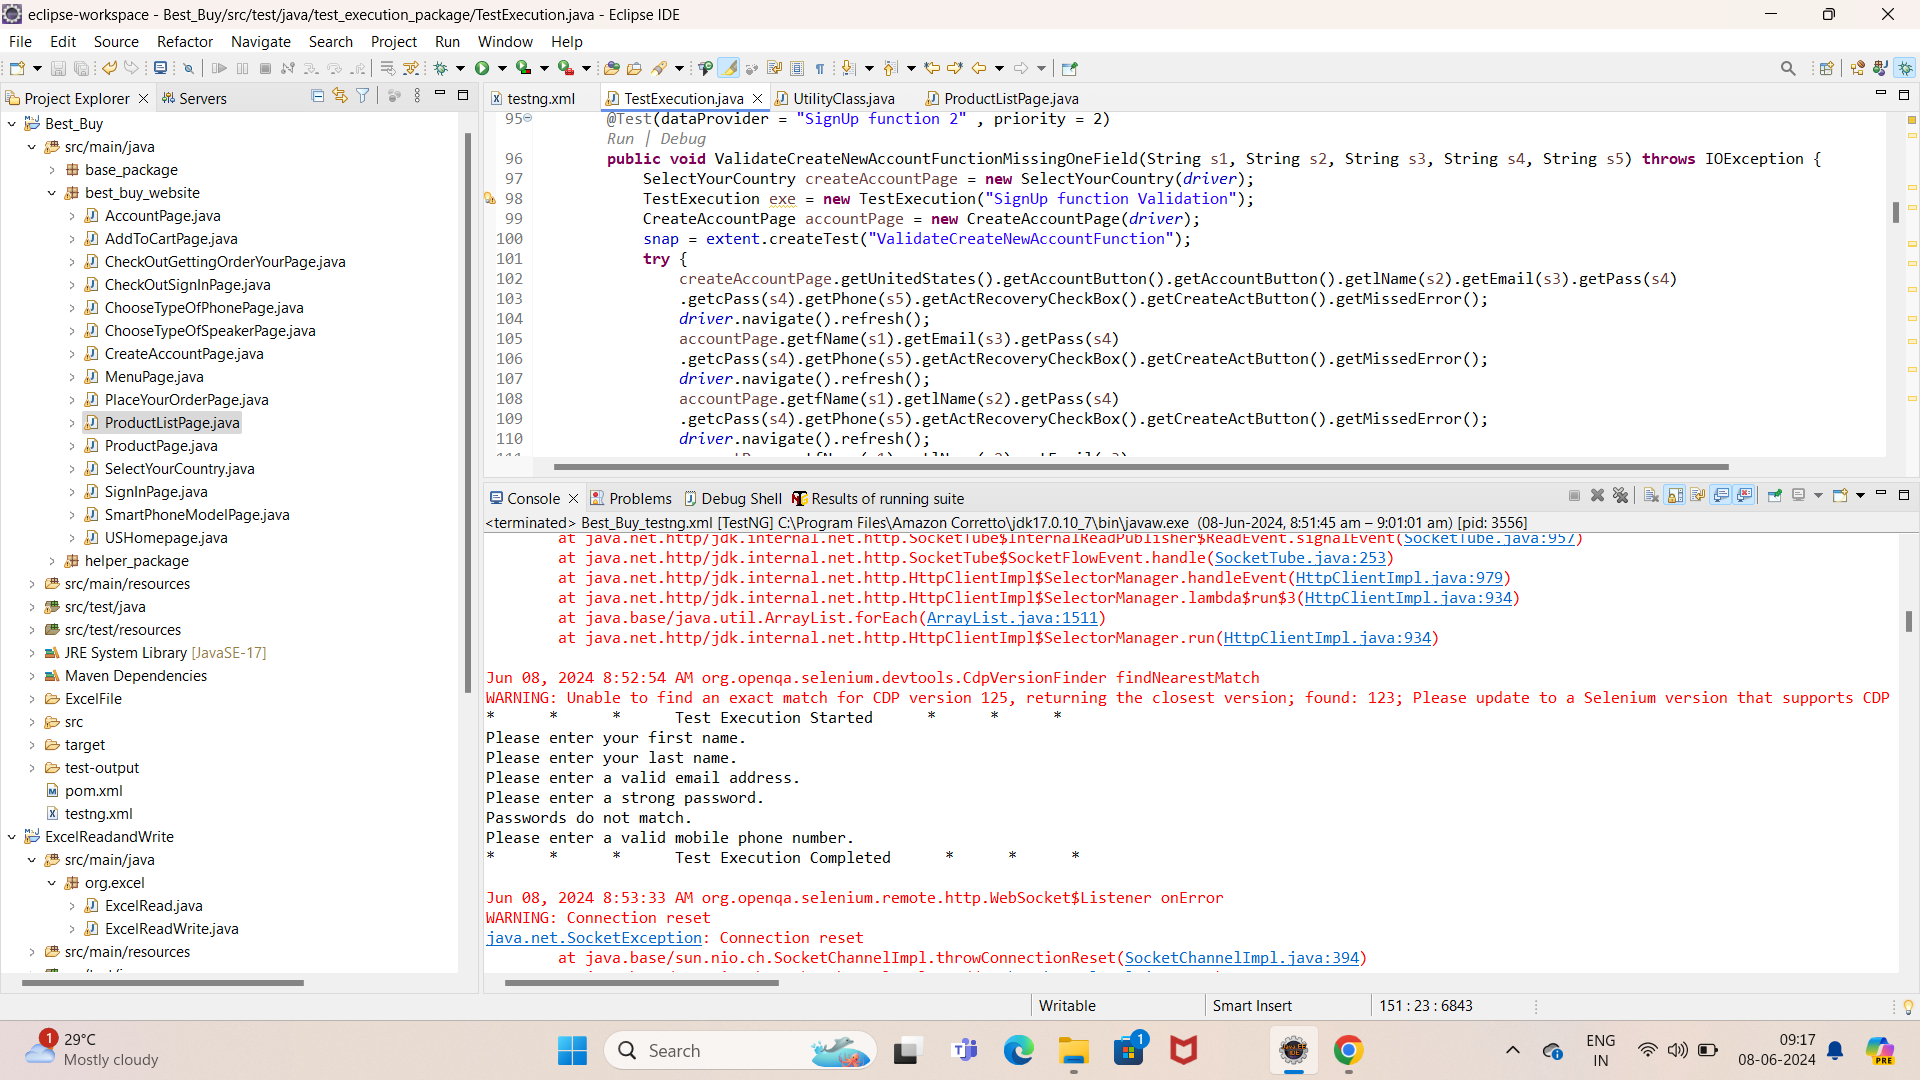 eclipse-workspace - Best_Buy/src/test/java/test_execution_package/TestExecution.java - Eclipse IDE
File Edit Source Refactor Navigate Search Project Run Window Help
Project Explorer Servers
Best_Buy
src/main/java
base_package
best_buy_website
AccountPage.java
AddToCartPage.java
CheckOutGettingOrderYourPage.java
CheckOutSignInPage.java
ChooseTypeOfPhonePage.java
ChooseTypeOfSpeakerPage.java
CreateAccountPage.java
MenuPage.java
PlaceYourOrderPage.java
ProductListPage.java
ProductPage.java
SelectYourCountry.java
SignInPage.java
SmartPhoneModelPage.java
USHomepage.java
helper_package
src/main/resources
src/test/java
src/test/resources
JRE System Library [JavaSE-17]
Maven Dependencies
ExcelFile
src
target
test-output
pom.xml
testng.xml
ExcelReadandWrite
src/main/java
org.excel
ExcelRead.java
ExcelReadWrite.java
src/main/resources
testng.xml TestExecution.java UtilityClass.java ProductListPage.java
95 @Test(dataProvider = "SignUp function 2" , priority = 2)
Run | Debug
96 public void ValidateCreateNewAccountFunctionMissingOneField(String s1, String s2, String s3, String s4, String s5) throws IOException {
97 SelectYourCountry createAccountPage = new SelectYourCountry(driver);
98 TestExecution exe = new TestExecution("SignUp function Validation");
99 CreateAccountPage accountPage = new CreateAccountPage(driver);
100 snap = extent.createTest("ValidateCreateNewAccountFunction");
101 try {
102 createAccountPage.getUnitedStates().getAccountButton().getAccountButton().getlName(s2).getEmail(s3).getPass(s4)
103 .getcPass(s4).getPhone(s5).getActRecoveryCheckBox().getCreateActButton().getMissedError();
104 driver.navigate().refresh();
105 accountPage.getfName(s1).getEmail(s3).getPass(s4)
106 .getcPass(s4).getPhone(s5).getActRecoveryCheckBox().getCreateActButton().getMissedError();
107 driver.navigate().refresh();
108 accountPage.getfName(s1).getlName(s2).getPass(s4)
109 .getcPass(s4).getPhone(s5).getActRecoveryCheckBox().getCreateActButton().getMissedError();
110 driver.navigate().refresh();
Console Problems Debug Shell Results of running suite
<terminated> Best_Buy_testng.xml [TestNG] C:\Program Files\Amazon Corretto\jdk17.0.10_7\bin\javaw.exe (08-Jun-2024, 8:51:45 am – 9:01:01 am) [pid: 3556]
at java.net.http/jdk.internal.net.http.SocketTube$InternalReadPublisher$ReadEvent.signalEvent(SocketTube.java:957)
at java.net.http/jdk.internal.net.http.SocketTube$SocketFlowEvent.handle(SocketTube.java:253)
at java.net.http/jdk.internal.net.http.HttpClientImpl$SelectorManager.handleEvent(HttpClientImpl.java:979)
at java.net.http/jdk.internal.net.http.HttpClientImpl$SelectorManager.lambda$run$3(HttpClientImpl.java:934)
at java.base/java.util.ArrayList.forEach(ArrayList.java:1511)
at java.net.http/jdk.internal.net.http.HttpClientImpl$SelectorManager.run(HttpClientImpl.java:934)
Jun 08, 2024 8:52:54 AM org.openqa.selenium.devtools.CdpVersionFinder findNearestMatch
WARNING: Unable to find an exact match for CDP version 125, returning the closest version; found: 123; Please update to a Selenium version that supports CDP
* * * Test Execution Started * * *
Please enter your first name.
Please enter your last name.
Please enter a valid email address.
Please enter a strong password.
Passwords do not match.
Please enter a valid mobile phone number.
* * * Test Execution Completed * * *
Jun 08, 2024 8:53:33 AM org.openqa.selenium.remote.http.WebSocket$Listener onError
WARNING: Connection reset
java.net.SocketException: Connection reset
at java.base/sun.nio.ch.SocketChannelImpl.throwConnectionReset(SocketChannelImpl.java:394)
Writable Smart Insert 151 : 23 : 6843
1 29°C
Mostly cloudy
Search
1
ENG
IN
09:17
08-06-2024
PRE